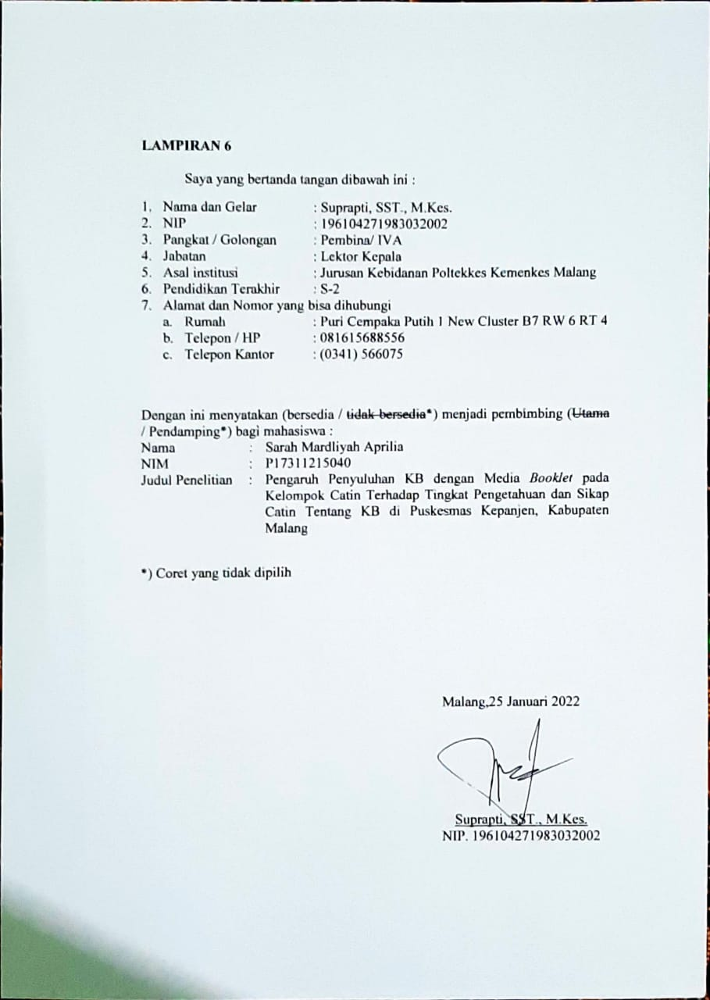 LAMPIRAN 6
Saya yang bertanda tangan dibawah ini :
1. Nama dan Gelar : Suprapti, SST., M.Kes.
2. NIP : 196104271983032002
3. Pangkat / Golongan : Pembina/ IVA
4. Jabatan : Lektor Kepala
5. Asal institusi : Jurusan Kebidanan Poltekkes Kemenkes Malang
6. Pendidikan Terakhir : S-2
7. Alamat dan Nomor yang bisa dihubungi
a. Rumah : Puri Cempaka Putih 1 New Cluster B7 RW 6 RT 4
b. Telepon / HP : 081615688556
c. Telepon Kantor : (0341) 566075
Dengan ini menyatakan (bersedia / tidak bersedia*) menjadi pembimbing (Utama
/ Pendamping*) bagi mahasiswa :
Nama : Sarah Mardliyah Aprilia
NIM : P17311215040
Judul Penelitian : Pengaruh Penyuluhan KB dengan Media Booklet pada
Kelompok Catin Terhadap Tingkat Pengetahuan dan Sikap
Catin Tentang KB di Puskesmas Kepanjen, Kabupaten
Malang
*) Coret yang tidak dipilih
Malang,25 Januari 2022
Suprapti, SST., M.Kes.
NIP. 196104271983032002